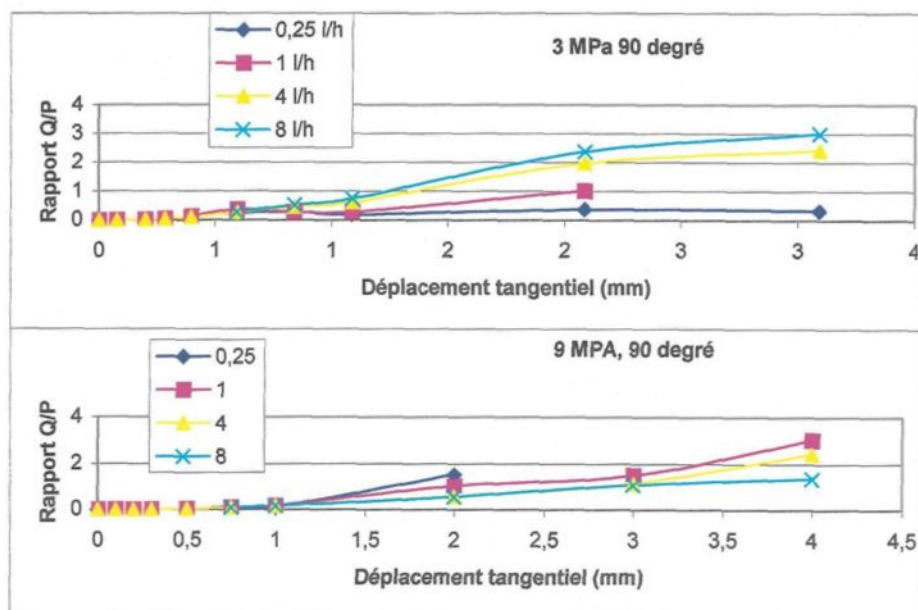 0,25 l/h
1 l/h
4 l/h
8 l/h
3 MPa 90 degré
Rapport Q/P
4
3
2
1
0
0 1 1 2 2 3 3 4
Déplacement tangentiel (mm)
0,25
1
4
8
9 MPA, 90 degré
Rapport Q/P
4
2
0
0 0,5 1 1,5 2 2,5 3 3,5 4 4,5
Déplacement tangentiel (mm)